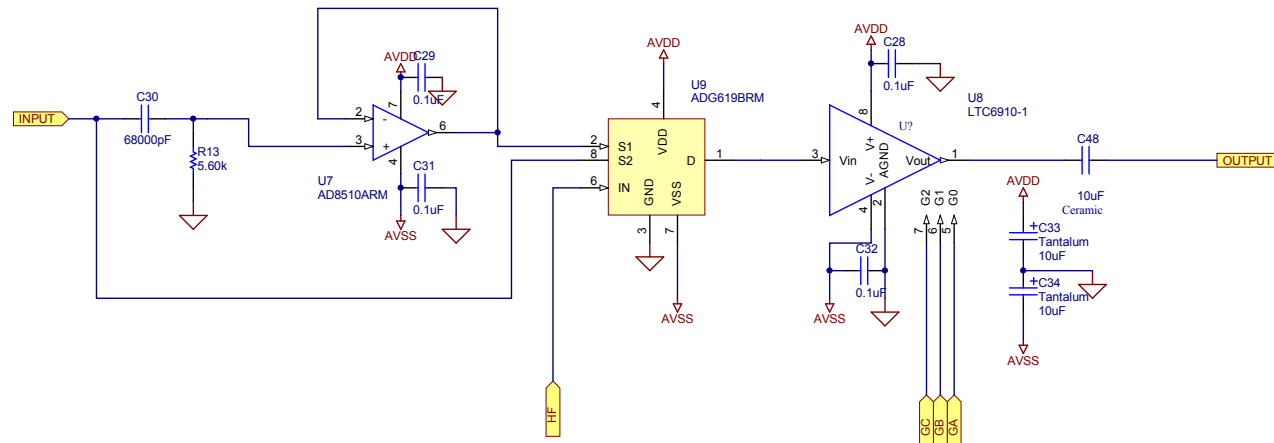 INPUT
C30
68000pF
R13
5.60k
AVDD
C29
0.1uF
2
-
3
+
7
6
4
U7
AD8510ARM
C31
0.1uF
AVSS
AVDD
U9
ADG619BRM
4
2
S1
8
S2
6
IN
VDD
D
1
GND
VSS
3
7
AVSS
HF
AVDD
C28
0.1uF
U8
LTC6910-1
8
U?
3
Vin
V+
V-
AGND
Vout
1
4
2
G2
G1
G0
7
6
5
C32
0.1uF
AVSS
GC
GB
GA
C48
10uF
Ceramic
OUTPUT
AVDD
+
C33
Tantalum
10uF
+
C34
Tantalum
10uF
AVSS